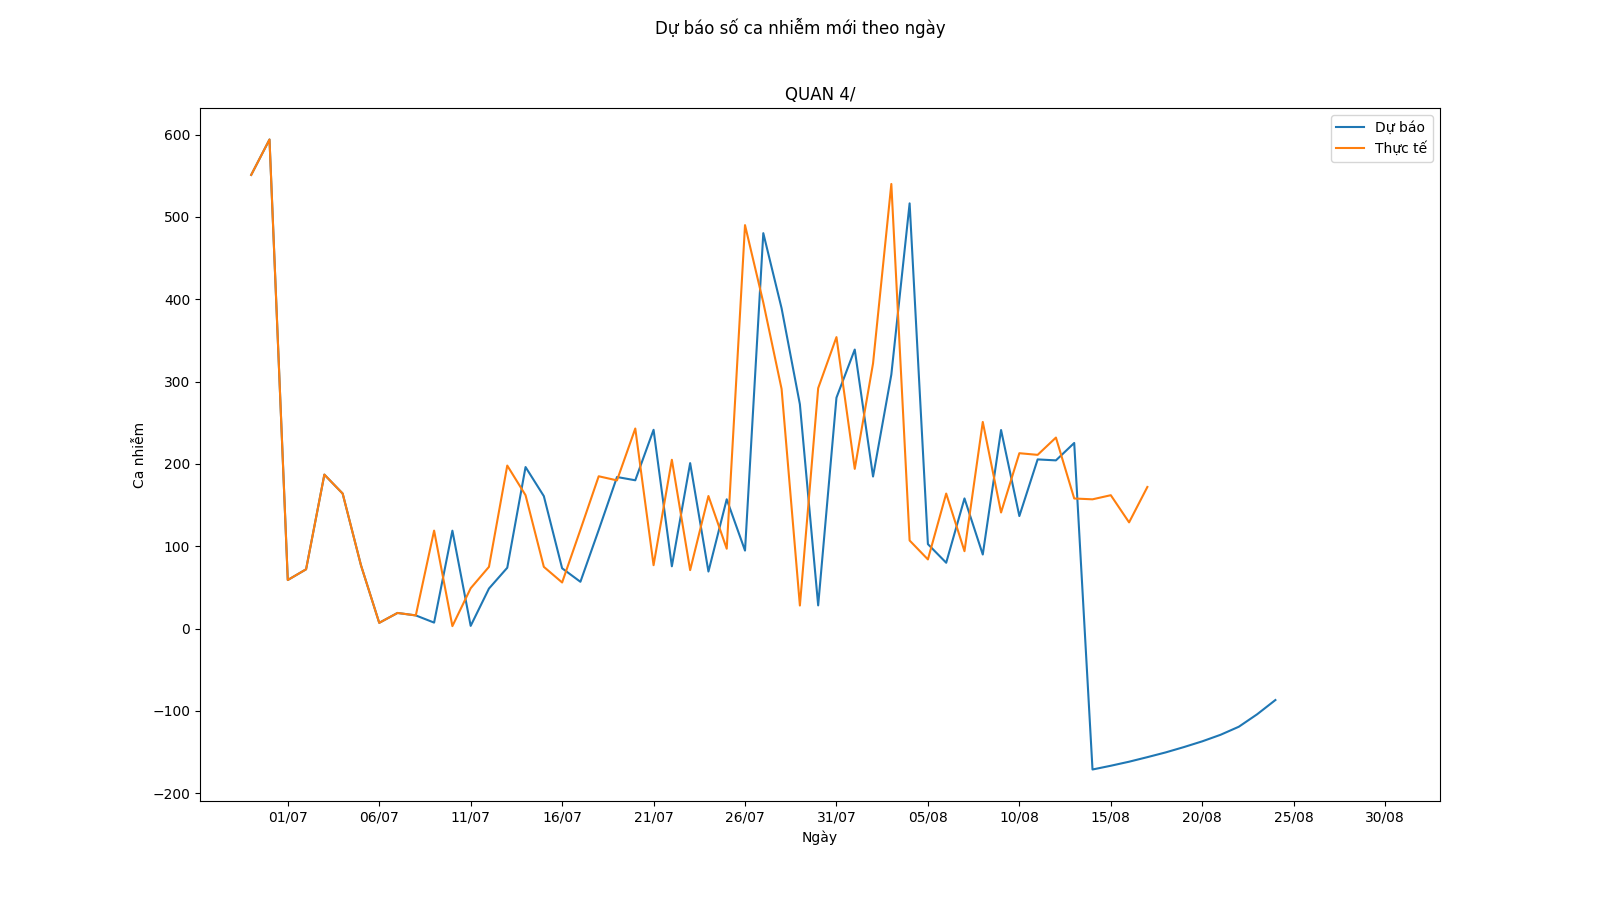 Dự báo số ca nhiễm mới theo ngày
QUAN 4/
Dự báo
Thực tế
600
500
400
300
200
100
0
−100
−200
Ca nhiễm
01/07 06/07 11/07 16/07 21/07 26/07 31/07 05/08 10/08 15/08 20/08 25/08 30/08
Ngày